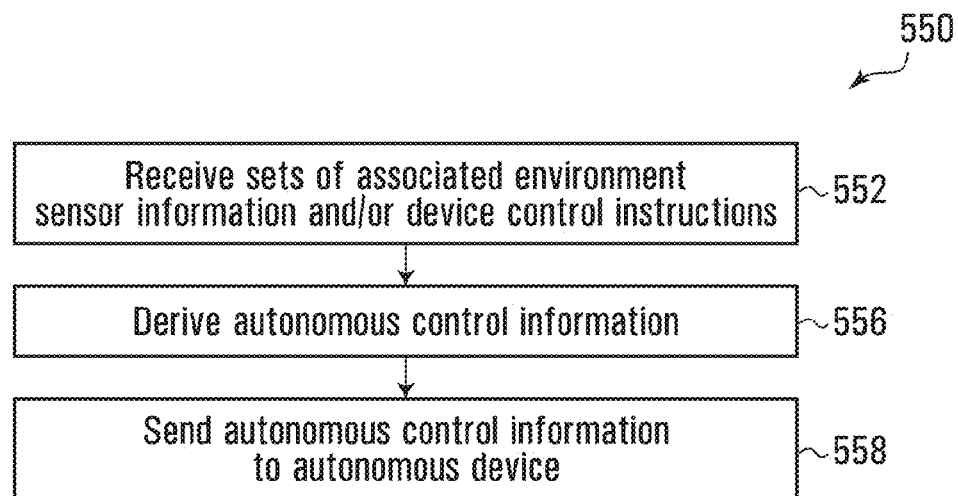 550
Receive sets of associated environment
sensor information and/or device control instructions
552
Derive autonomous control information
556
Send autonomous control information
to autonomous device
558